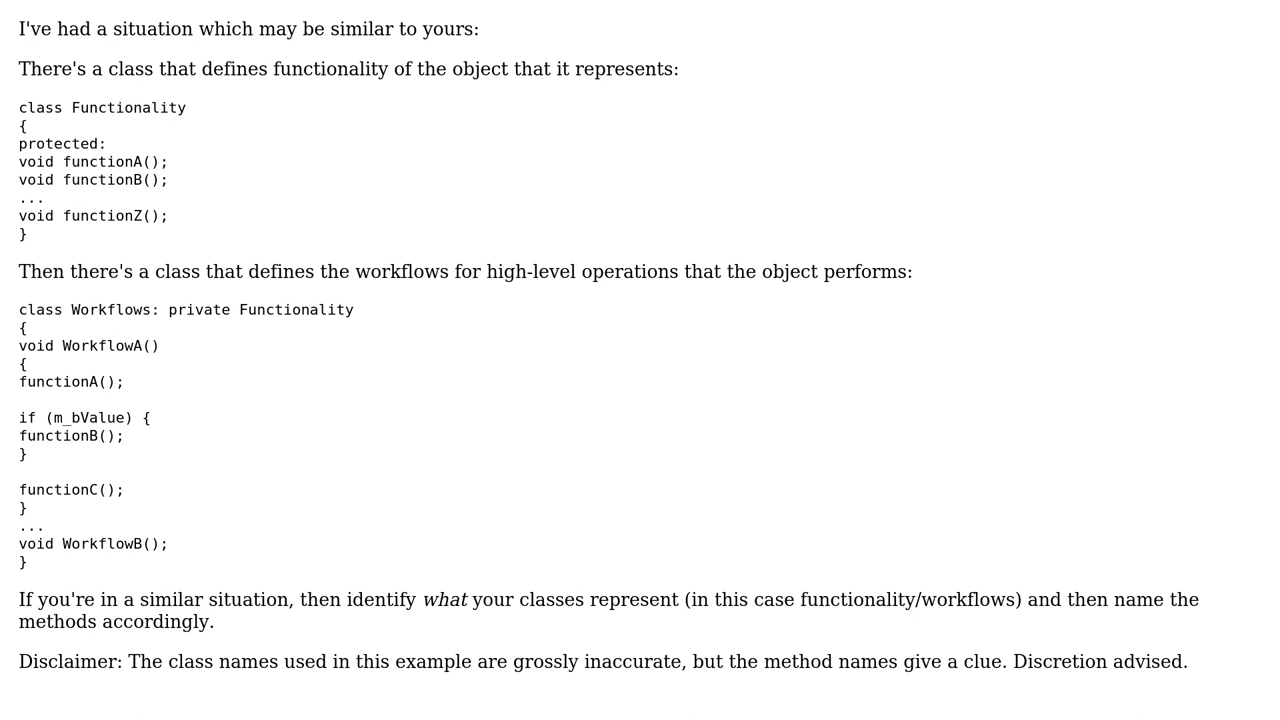 I've had a situation which may be similar to yours:
There's a class that defines functionality of the object that it represents:
class Functionality
{
protected:
void functionA();
void functionB();
...
void functionZ();
}
Then there's a class that defines the workflows for high-level operations that the object performs:
class Workflows: private Functionality
{
void WorkflowA()
{
functionA();
if (m_bValue) {
functionB();
}
functionC();
}
...
void WorkflowB();
}
If you're in a similar situation, then identify what your classes represent (in this case functionality/workflows) and then name the
methods accordingly.
Disclaimer: The class names used in this example are grossly inaccurate, but the method names give a clue. Discretion advised.